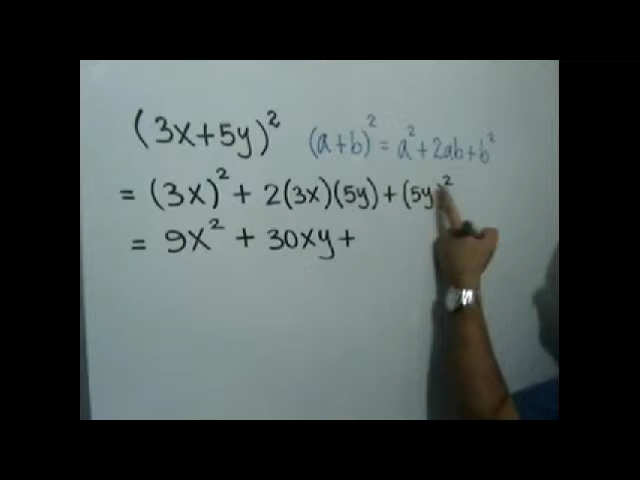 (3x+5y)² (a+b)² = a² + 2ab + b²
= (3x)² + 2(3x)(5y) + (5y)²
= 9x² + 30xy +